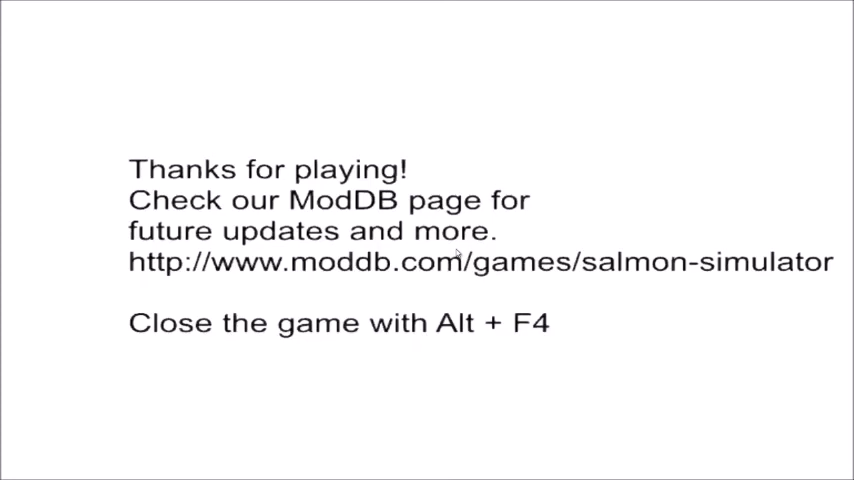 Thanks for playing!
Check our ModDB page for
future updates and more.
http://www.moddb.com/games/salmon-simulator
Close the game with Alt + F4